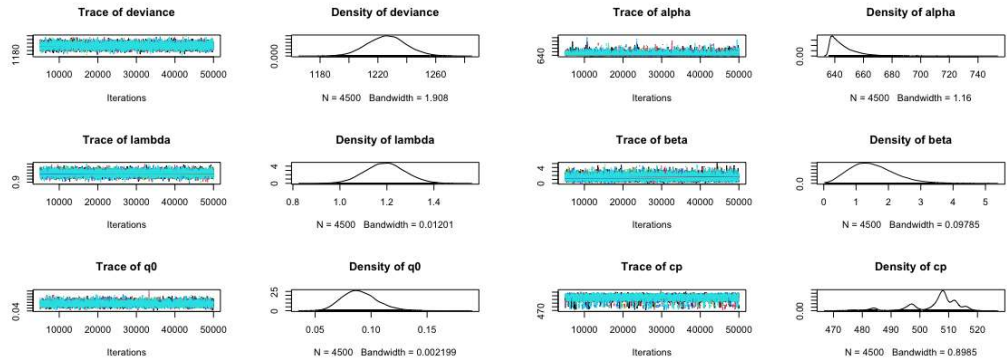 Trace of deviance
Density of deviance
Trace of alpha
Density of alpha
1180
10000 20000 30000 40000 50000
Iterations
0.000
1180 1220 1260
N = 4500 Bandwidth = 1.908
640
10000 20000 30000 40000 50000
Iterations
0.00
640 660 680 700 720 740
N = 4500 Bandwidth = 1.16
Trace of lambda
Density of lambda
Trace of beta
Density of beta
0.9
10000 20000 30000 40000 50000
Iterations
0 4
0.8 1.0 1.2 1.4
N = 4500 Bandwidth = 0.01201
0 4
10000 20000 30000 40000 50000
Iterations
0.0
0 1 2 3 4 5
N = 4500 Bandwidth = 0.09785
Trace of q0
Density of q0
Trace of cp
Density of cp
0.04
10000 20000 30000 40000 50000
Iterations
0 25
0.05 0.10 0.15
N = 4500 Bandwidth = 0.002199
470
10000 20000 30000 40000 50000
Iterations
0.00
470 480 490 500 510 520
N = 4500 Bandwidth = 0.8985